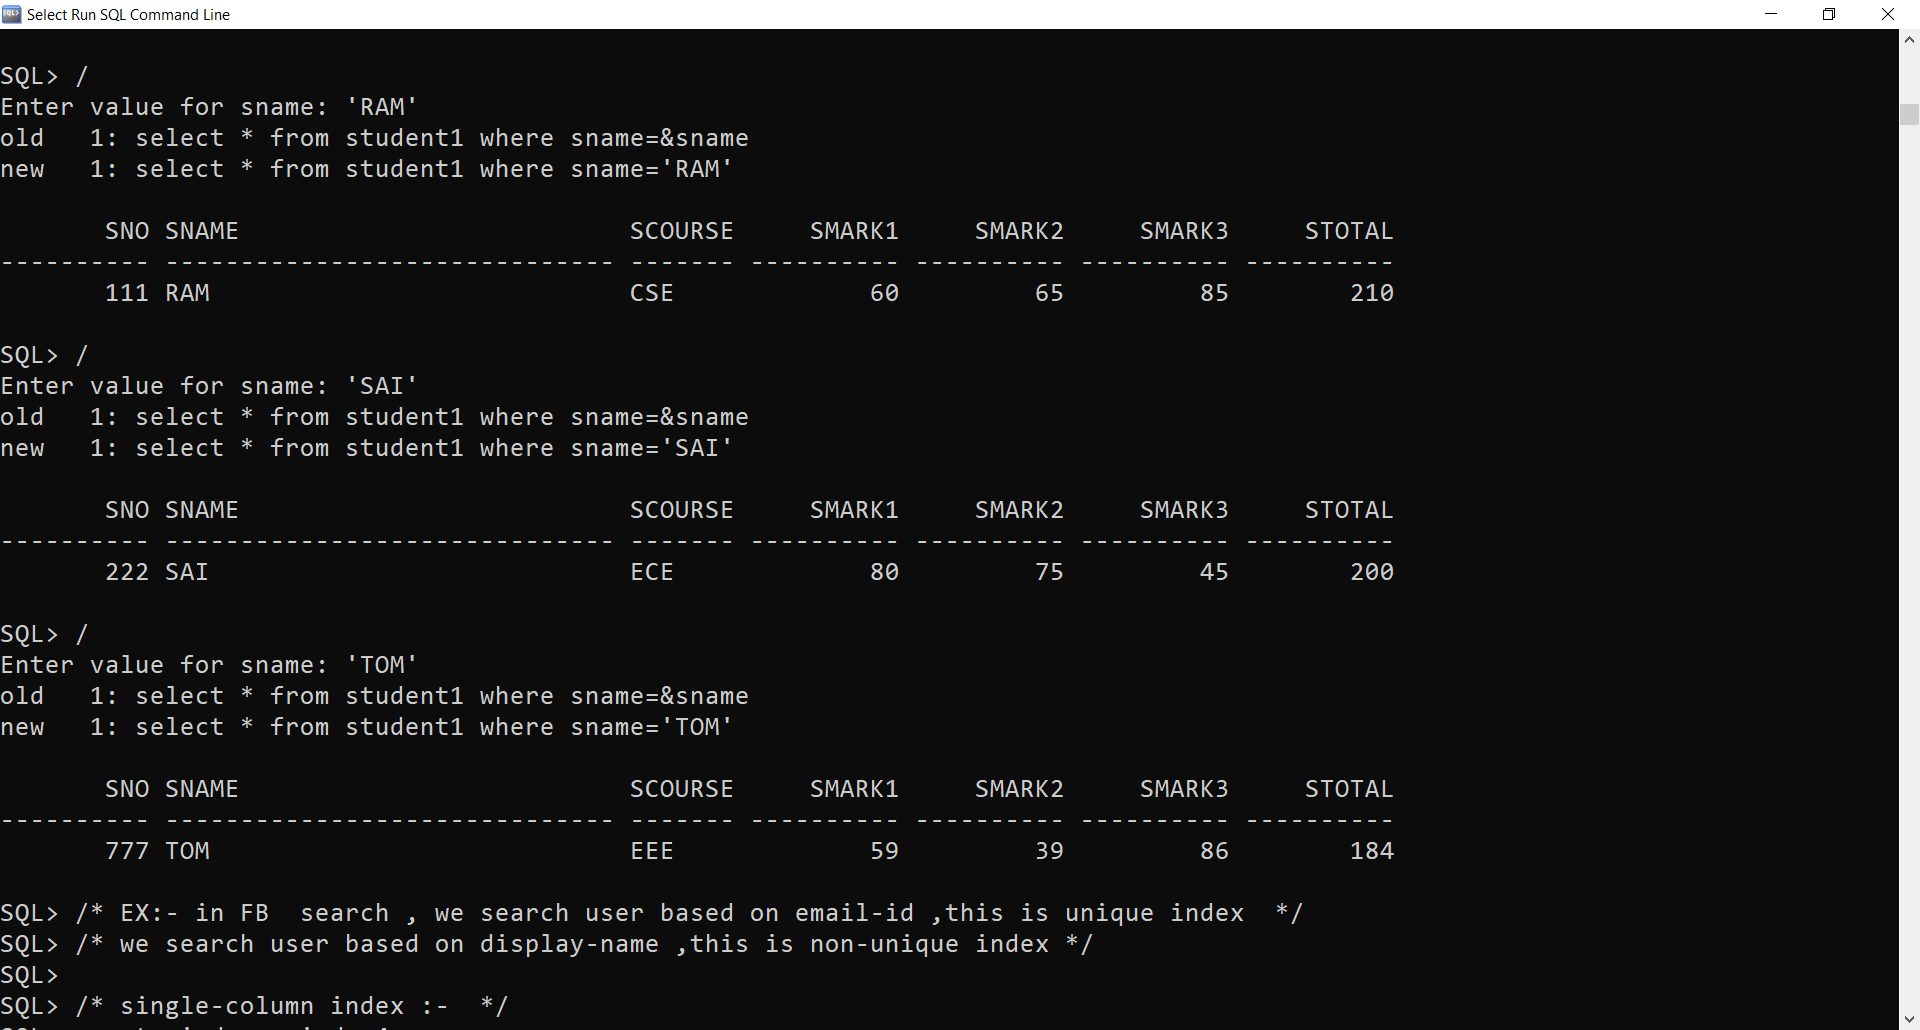 Select Run SQL Command Line
SQL> /
Enter value for sname: 'RAM'
old   1: select * from student1 where sname=&sname
new   1: select * from student1 where sname='RAM'
       SNO SNAME                          SCOURSE     SMARK1     SMARK2     SMARK3     STOTAL
---------- ------------------------------ ------- ---------- ---------- ---------- ----------
       111 RAM                            CSE             60         65         85        210
SQL> /
Enter value for sname: 'SAI'
old   1: select * from student1 where sname=&sname
new   1: select * from student1 where sname='SAI'
       SNO SNAME                          SCOURSE     SMARK1     SMARK2     SMARK3     STOTAL
---------- ------------------------------ ------- ---------- ---------- ---------- ----------
       222 SAI                            ECE             80         75         45        200
SQL> /
Enter value for sname: 'TOM'
old   1: select * from student1 where sname=&sname
new   1: select * from student1 where sname='TOM'
       SNO SNAME                          SCOURSE     SMARK1     SMARK2     SMARK3     STOTAL
---------- ------------------------------ ------- ---------- ---------- ---------- ----------
       777 TOM                            EEE             59         39         86        184
SQL> /* EX:- in FB  search , we search user based on email-id ,this is unique index  */
SQL> /* we search user based on display-name ,this is non-unique index */
SQL>
SQL> /* single-column index :-  */